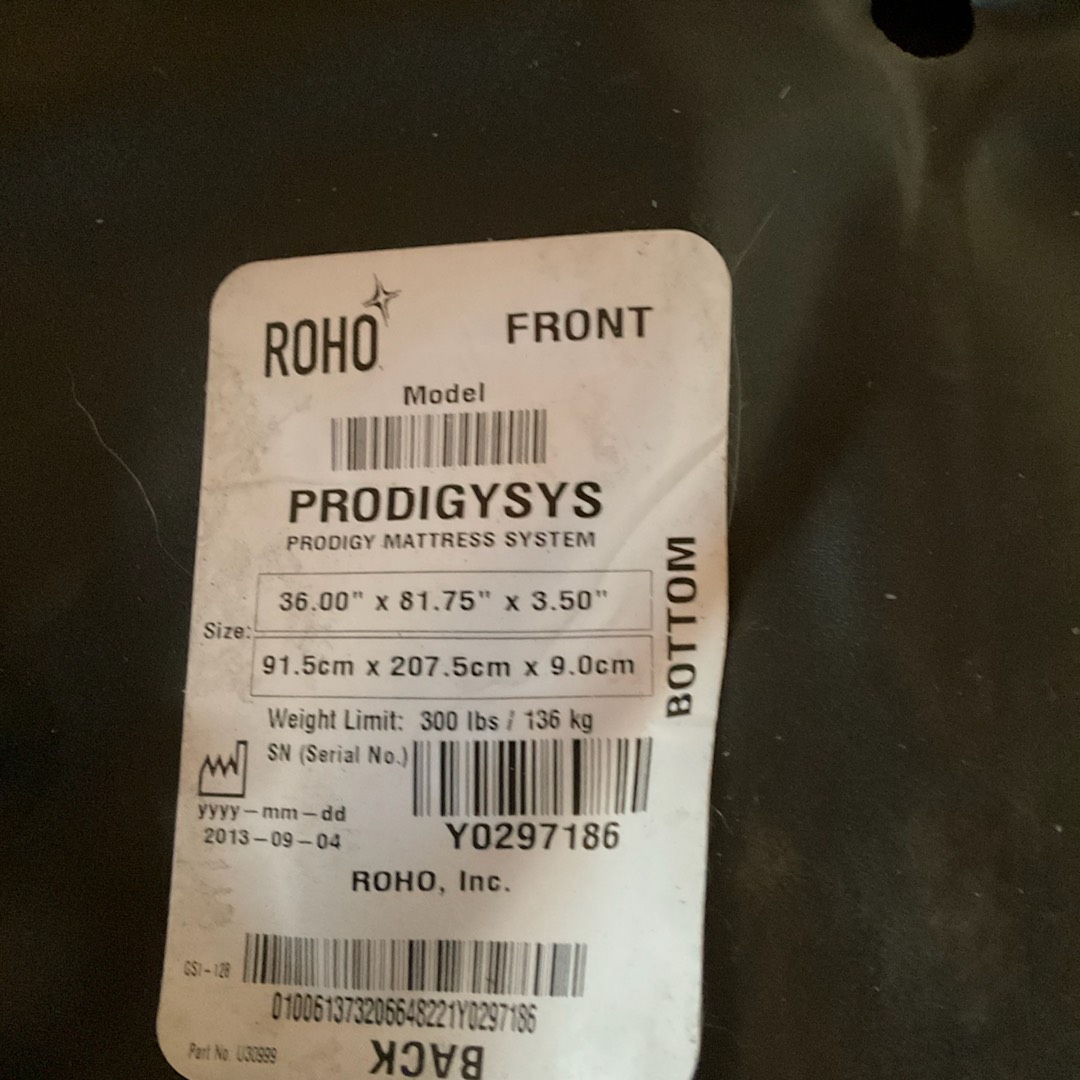 ROHO FRONT
Model
PRODIGYSYS
PRODIGY MATTRESS SYSTEM
36.00" x 81.75" x 3.50"
Size:
91.5cm x 207.5cm x 9.0cm
BOTTOM
Weight Limit: 300 lbs / 136 kg
SN (Serial No.)
yyyy-mm-dd
2013-09-04
Y0297186
ROHO, Inc.
GS1-128
010061373206648221Y0297186
Part No. U30999
BACK